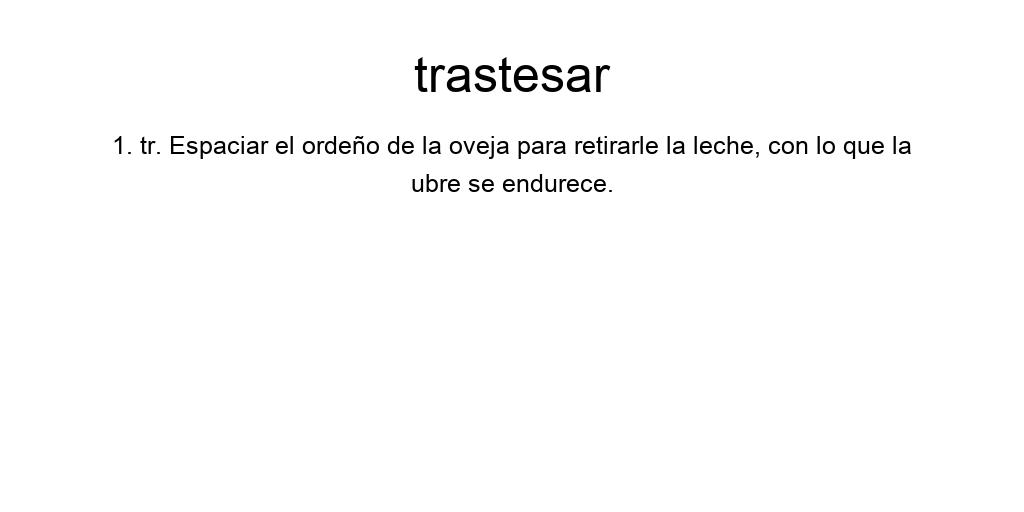 trastesar
1. tr. Espaciar el ordeño de la oveja para retirarle la leche, con lo que la
ubre se endurece.